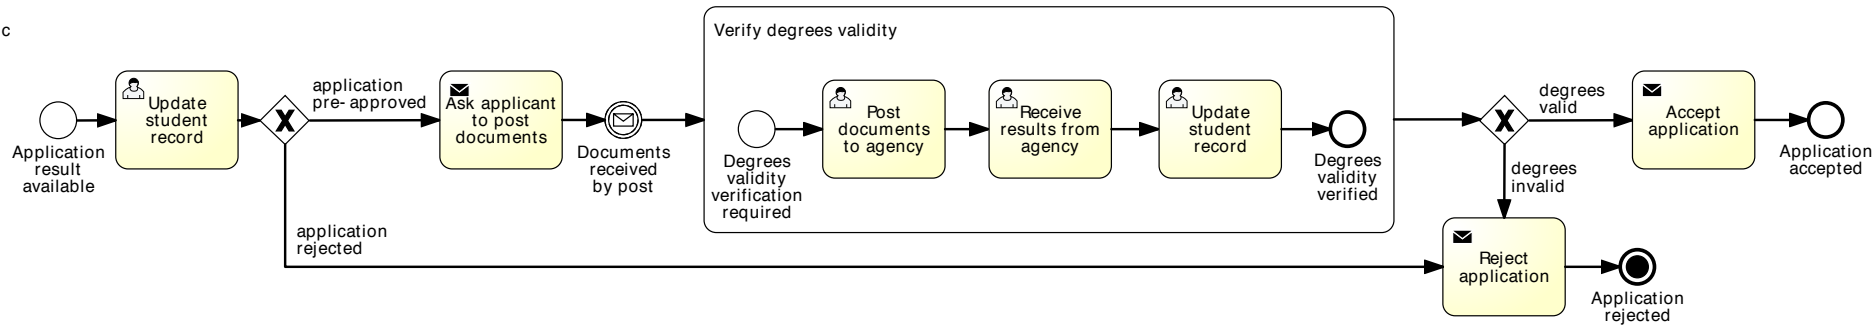 c
Verify degrees validity
Application
result
available
Update
student
record
application
pre- approved
application
rejected
Ask applicant
to post
documents
Documents
received
by post
Degrees
validity
verification
required
Post
documents
to agency
Receive
results from
agency
Update
student
record
Degrees
validity
verified
degrees
valid
degrees
invalid
Accept
application
Application
accepted
Reject
application
Application
rejected